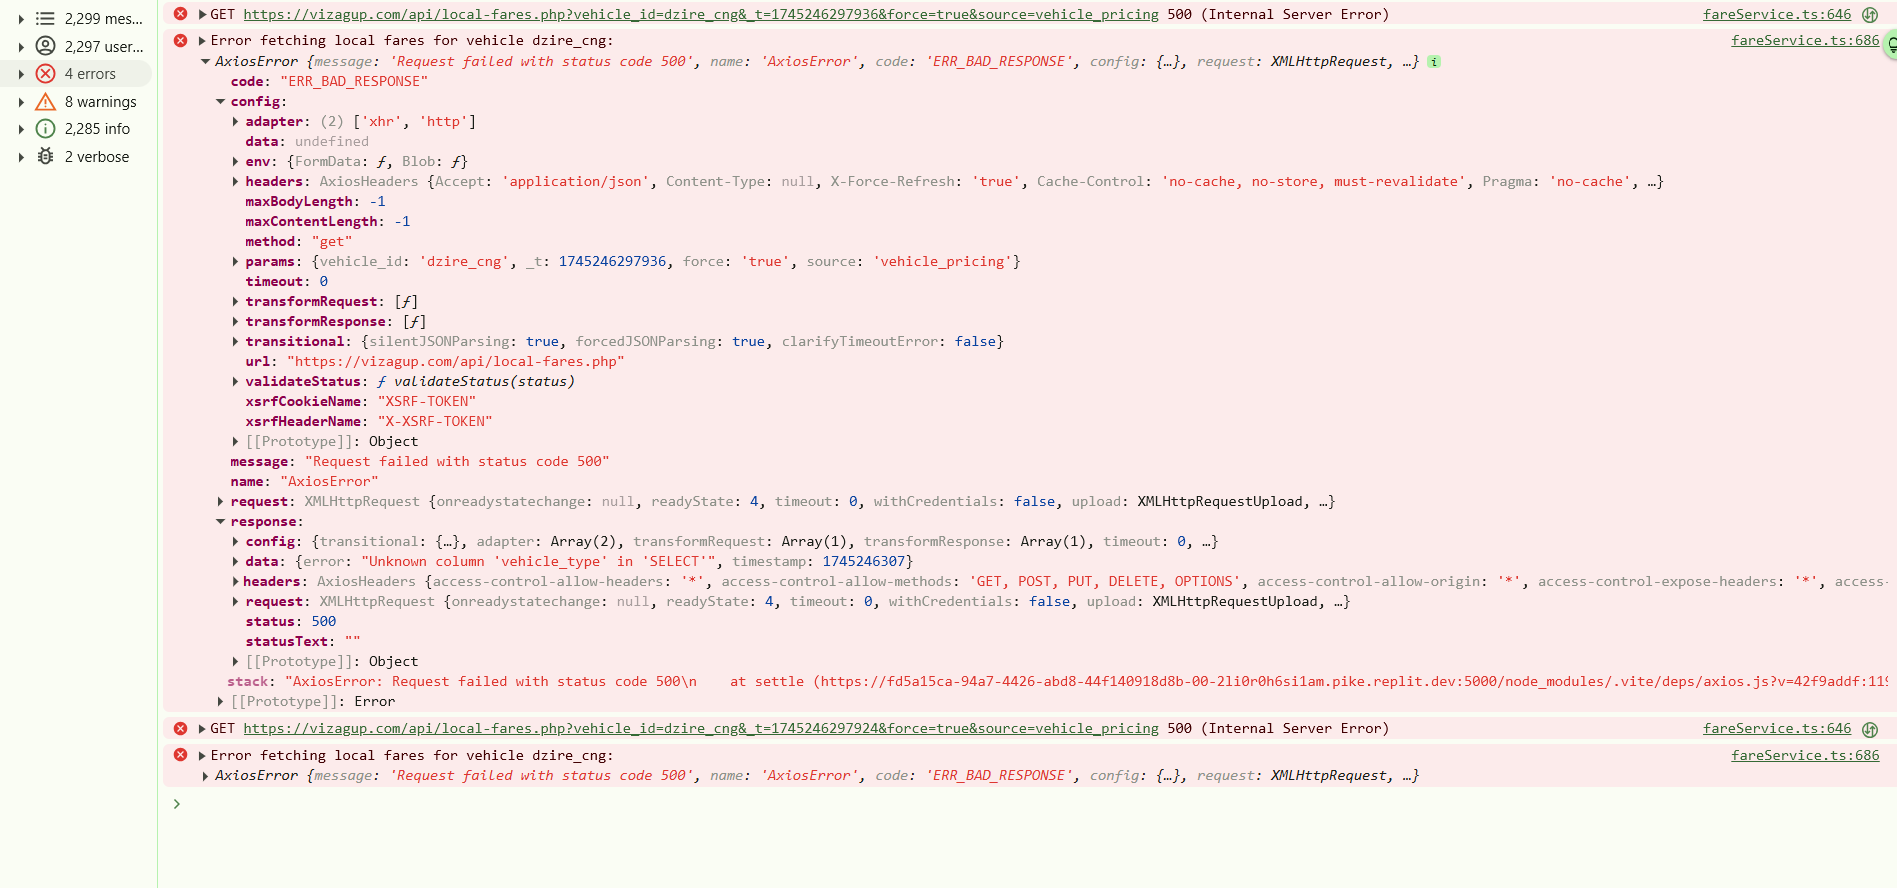 2,299 mes...
2,297 user...
4 errors
8 warnings
2,285 info
2 verbose
GET https://vizagup.com/api/local-fares.php?vehicle_id=dzire_cng&_t=1745246297936&force=true&source=vehicle_pricing 500 (Internal Server Error) fareService.ts:646
Error fetching local fares for vehicle dzire_cng: fareService.ts:686
AxiosError {message: 'Request failed with status code 500', name: 'AxiosError', code: 'ERR_BAD_RESPONSE', config: {…}, request: XMLHttpRequest, …} i
code: "ERR_BAD_RESPONSE"
config:
adapter: (2) ['xhr', 'http']
data: undefined
env: {FormData: ƒ, Blob: ƒ}
headers: AxiosHeaders {Accept: 'application/json', Content-Type: null, X-Force-Refresh: 'true', Cache-Control: 'no-cache, no-store, must-revalidate', Pragma: 'no-cache', …}
maxBodyLength: -1
maxContentLength: -1
method: "get"
params: {vehicle_id: 'dzire_cng', _t: 1745246297936, force: 'true', source: 'vehicle_pricing'}
timeout: 0
transformRequest: [ƒ]
transformResponse: [ƒ]
transitional: {silentJSONParsing: true, forcedJSONParsing: true, clarifyTimeoutError: false}
url: "https://vizagup.com/api/local-fares.php"
validateStatus: ƒ validateStatus(status)
xsrfCookieName: "XSRF-TOKEN"
xsrfHeaderName: "X-XSRF-TOKEN"
[[Prototype]]: Object
message: "Request failed with status code 500"
name: "AxiosError"
request: XMLHttpRequest {onreadystatechange: null, readyState: 4, timeout: 0, withCredentials: false, upload: XMLHttpRequestUpload, …}
response:
config: {transitional: {…}, adapter: Array(2), transformRequest: Array(1), transformResponse: Array(1), timeout: 0, …}
data: {error: "Unknown column 'vehicle_type' in 'SELECT'", timestamp: 1745246307}
headers: AxiosHeaders {access-control-allow-headers: '*', access-control-allow-methods: 'GET, POST, PUT, DELETE, OPTIONS', access-control-allow-origin: '*', access-control-expose-headers: '*', access-
request: XMLHttpRequest {onreadystatechange: null, readyState: 4, timeout: 0, withCredentials: false, upload: XMLHttpRequestUpload, …}
status: 500
statusText: ""
[[Prototype]]: Object
stack: "AxiosError: Request failed with status code 500\n    at settle (https://fd5a15ca-94a7-4426-abd8-44f140918d8b-00-2li0r0h6si1am.pike.replit.dev:5000/node_modules/.vite/deps/axios.js?v=42f9addf:119
[[Prototype]]: Error
GET https://vizagup.com/api/local-fares.php?vehicle_id=dzire_cng&_t=1745246297924&force=true&source=vehicle_pricing 500 (Internal Server Error) fareService.ts:646
Error fetching local fares for vehicle dzire_cng: fareService.ts:686
AxiosError {message: 'Request failed with status code 500', name: 'AxiosError', code: 'ERR_BAD_RESPONSE', config: {…}, request: XMLHttpRequest, …}